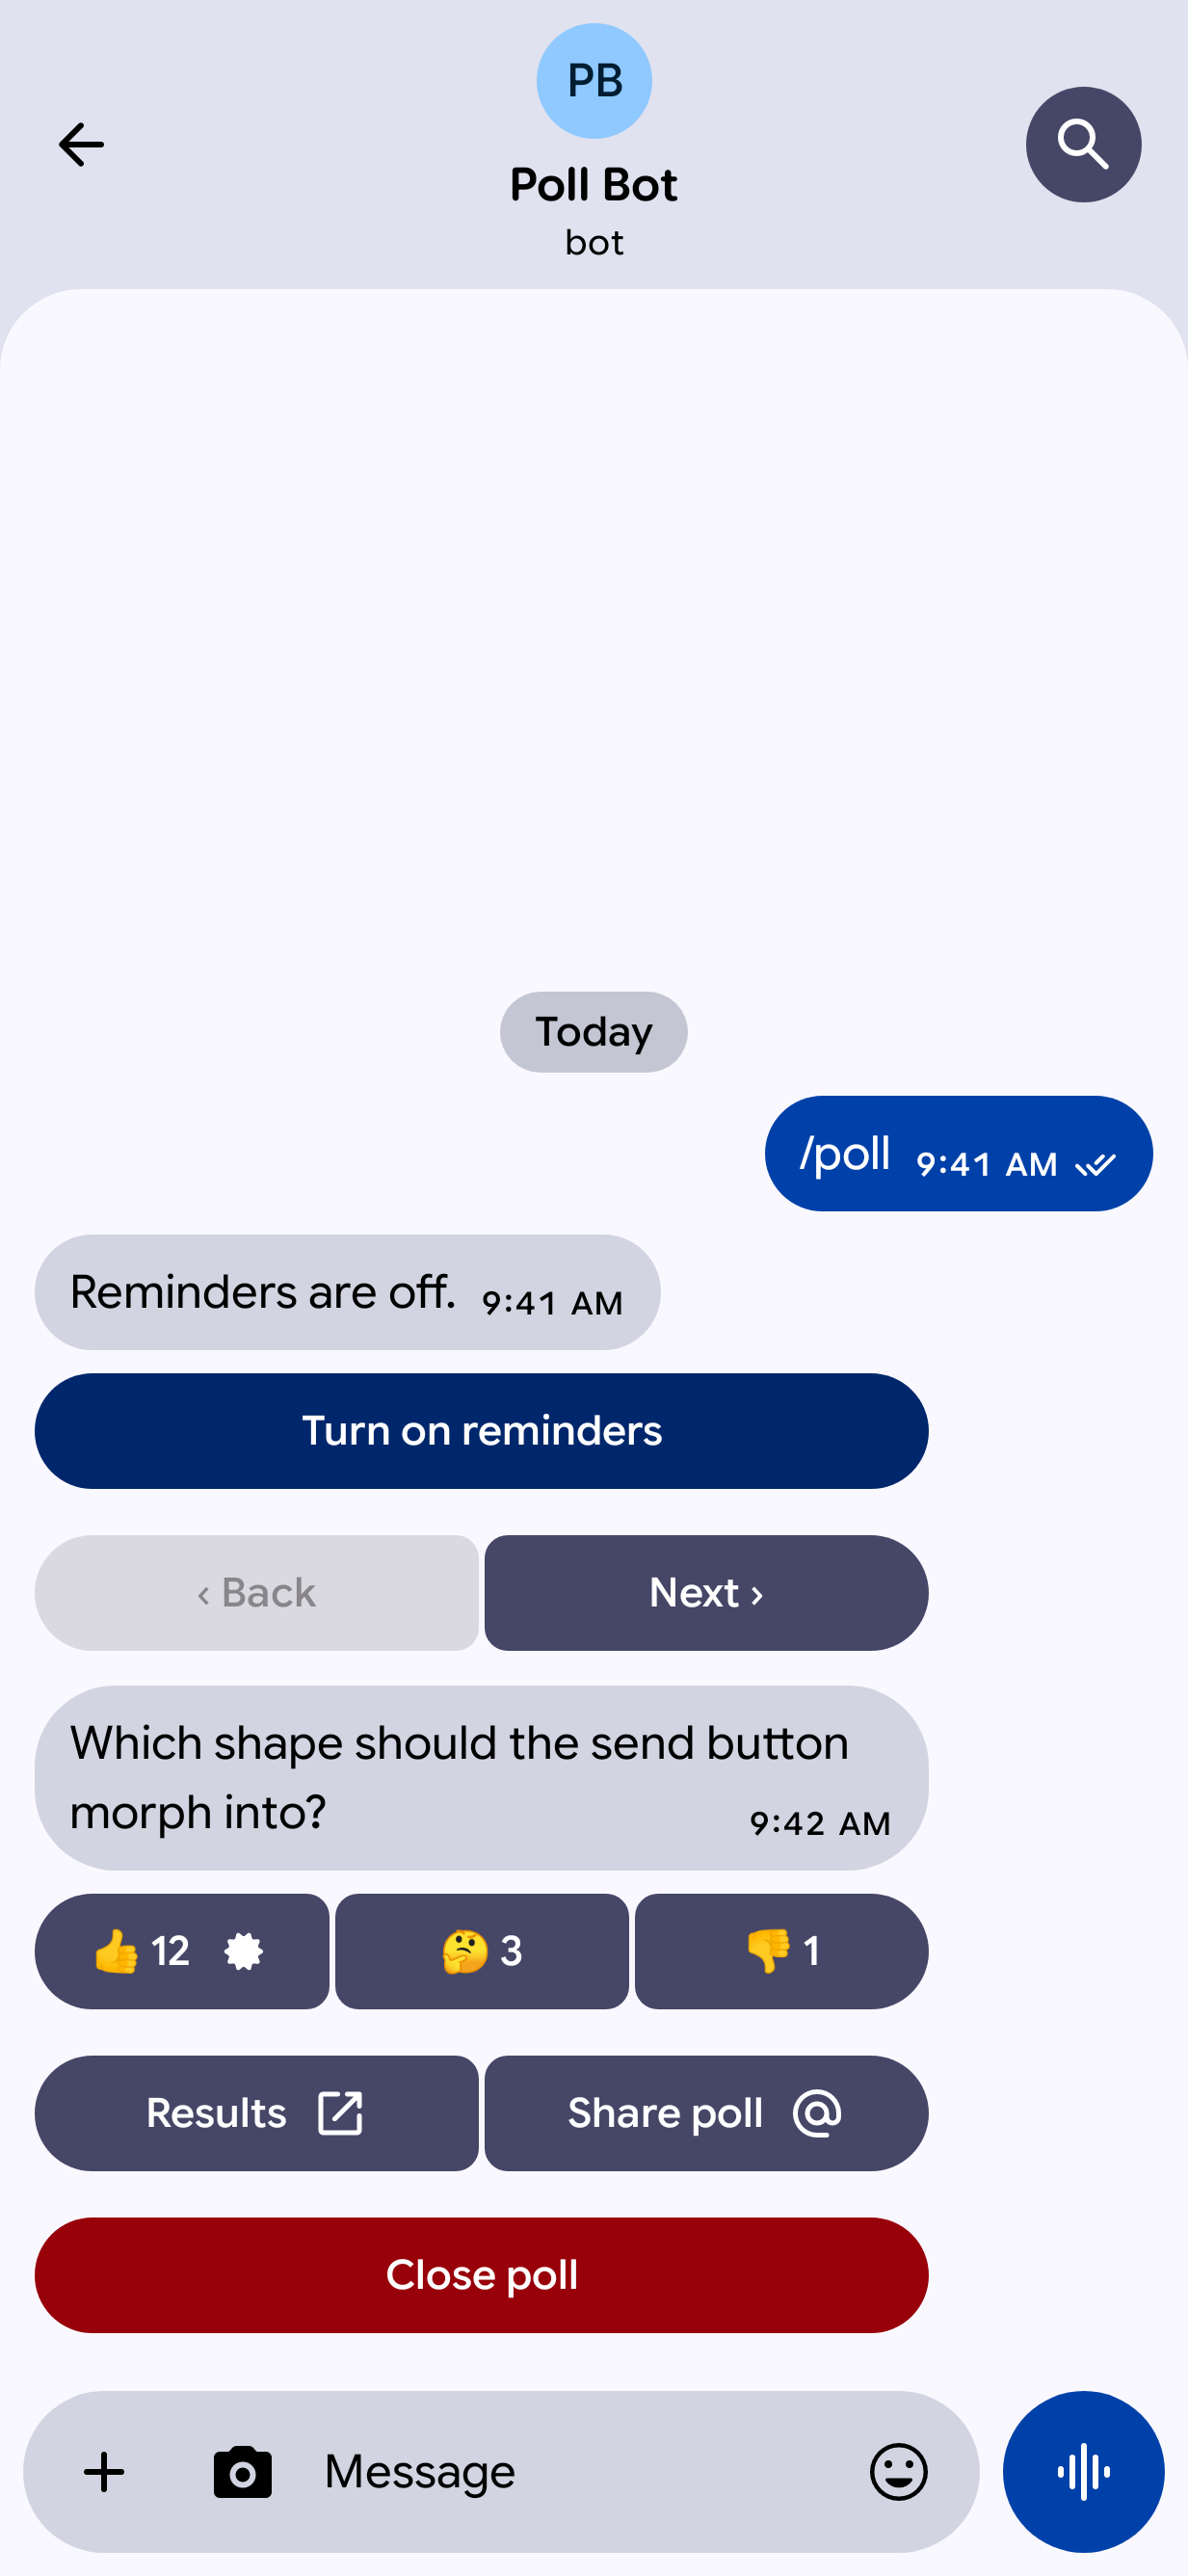 PB
Poll Bot
bot
Today
/poll 9:41 AM
Reminders are off. 9:41 AM
Turn on reminders
‹ Back
Next ›
Which shape should the send button
morph into? 9:42 AM
👍 12
🤔 3
👎 1
Results
Share poll
Close poll
Message